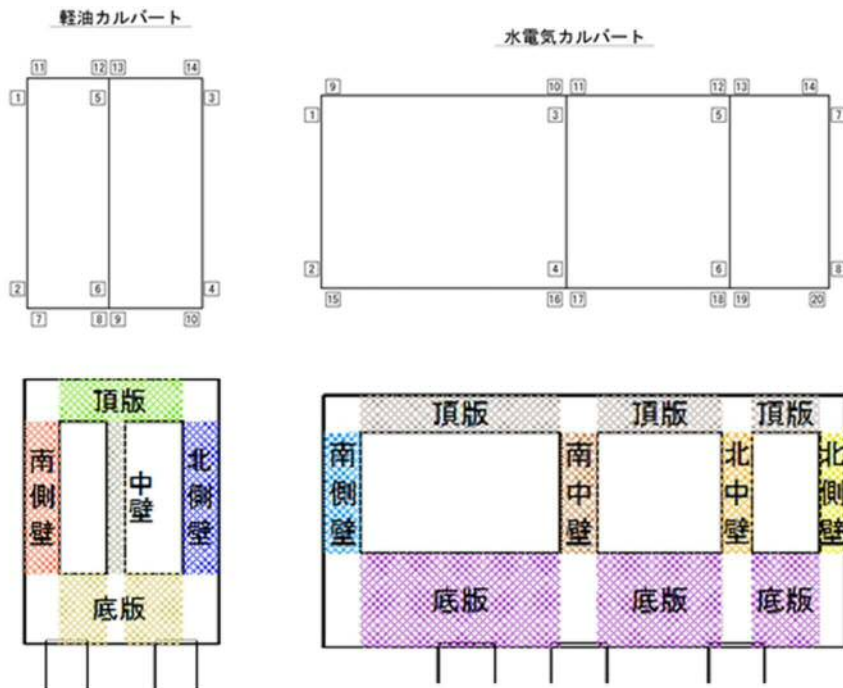 軽油カルバート
水電気カルバート
11 12 13 14
1 5 3
2 6 4
7 8 9 10
9 10 11 12 13 14
1 3 5 7
2 4 6 8
15 16 17 18 19 20
頂版
南側壁
中壁
北側壁
底版
頂版 頂版 頂版
南側壁
南中壁
北中壁
北側壁
底版 底版 底版